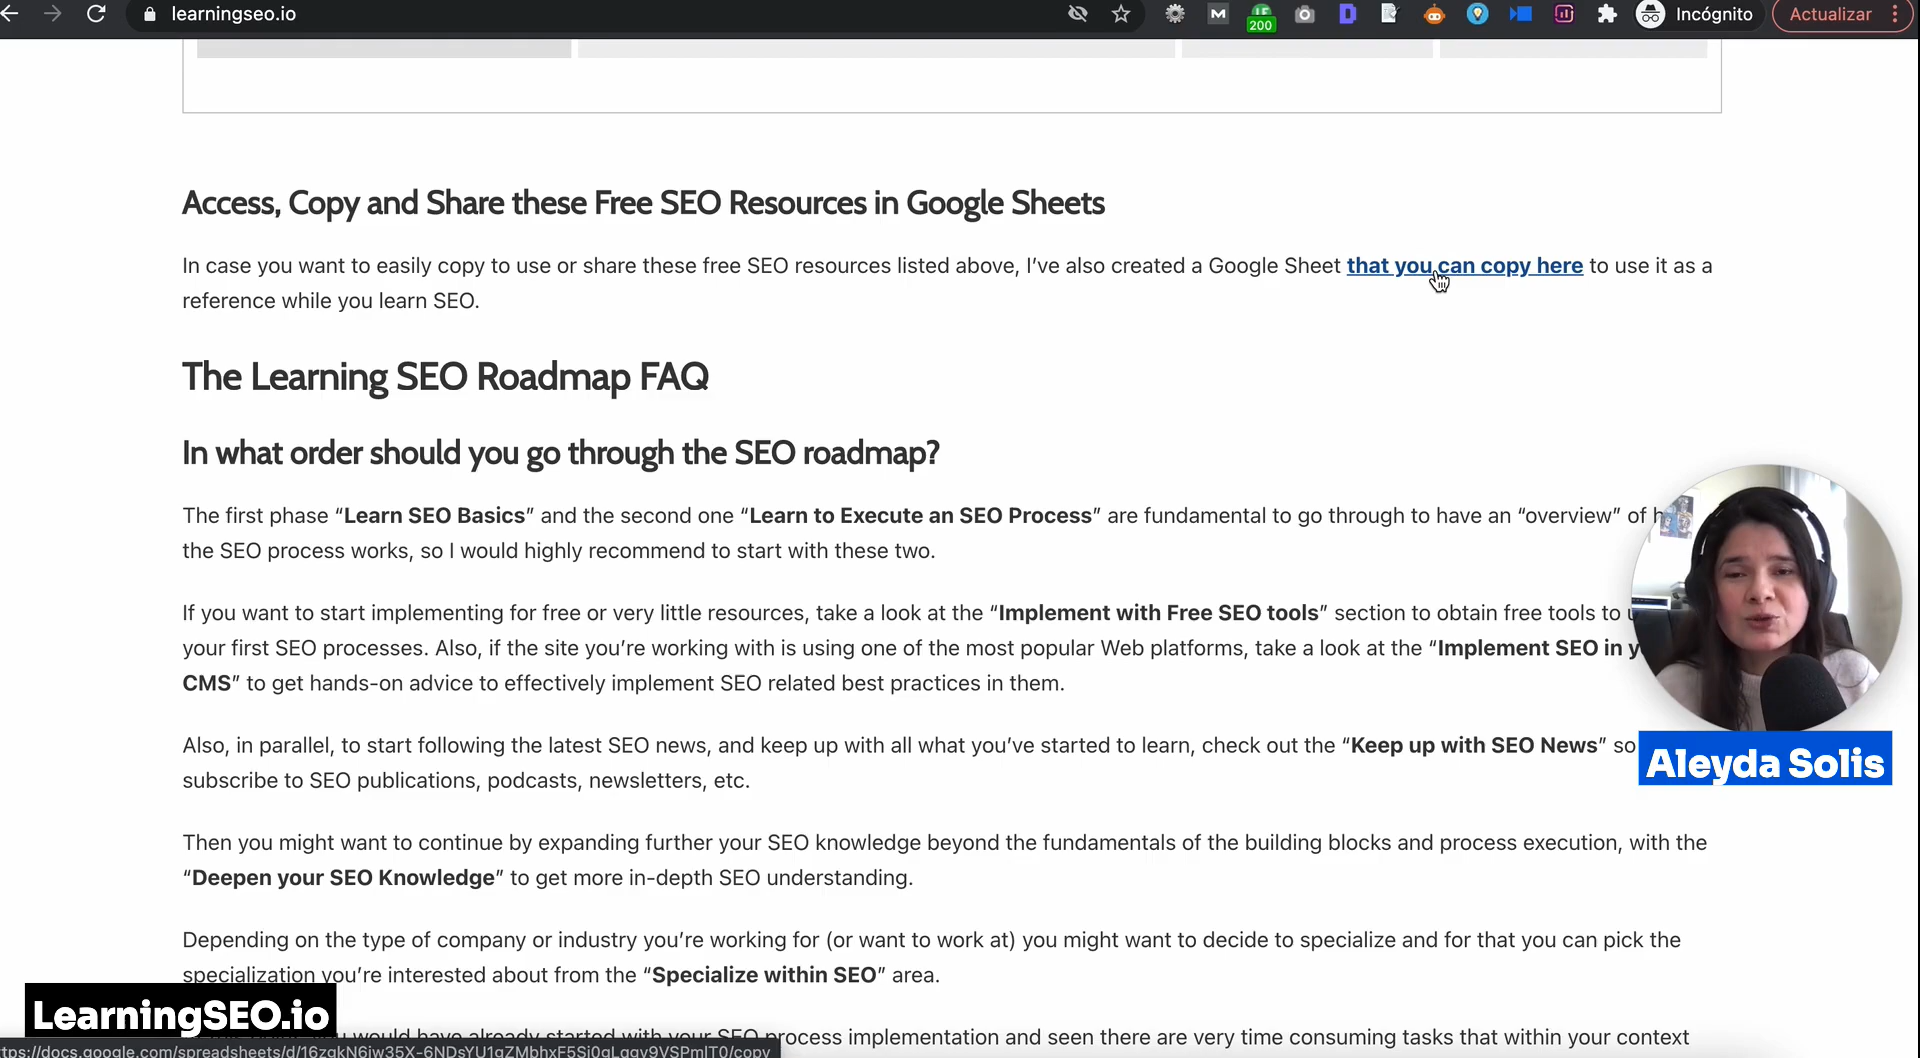 learningseo.io
200
Incógnito
Actualizar
Access, Copy and Share these Free SEO Resources in Google Sheets
In case you want to easily copy to use or share these free SEO resources listed above, I've also created a Google Sheet that you can copy here to use it as a
reference while you learn SEO.
The Learning SEO Roadmap FAQ
In what order should you go through the SEO roadmap?
The first phase “Learn SEO Basics” and the second one “Learn to Execute an SEO Process” are fundamental to go through to have an “overview” of
the SEO process works, so I would highly recommend to start with these two.
If you want to start implementing for free or very little resources, take a look at the “Implement with Free SEO tools” section to obtain free tools to
your first SEO processes. Also, if the site you're working with is using one of the most popular Web platforms, take a look at the “Implement SEO in
CMS” to get hands-on advice to effectively implement SEO related best practices in them.
Also, in parallel, to start following the latest SEO news, and keep up with all what you've started to learn, check out the “Keep up with SEO News” so
subscribe to SEO publications, podcasts, newsletters, etc.
Aleyda Solis
Then you might want to continue by expanding further your SEO knowledge beyond the fundamentals of the building blocks and process execution, with the
“Deepen your SEO Knowledge” to get more in-depth SEO understanding.
Depending on the type of company or industry you're working for (or want to work at) you might want to decide to specialize and for that you can pick the
specialization you're interested about from the “Specialize within SEO” area.
LearningSEO.io
would have already started with your SEO process implementation and seen there are very time consuming tasks that within your context